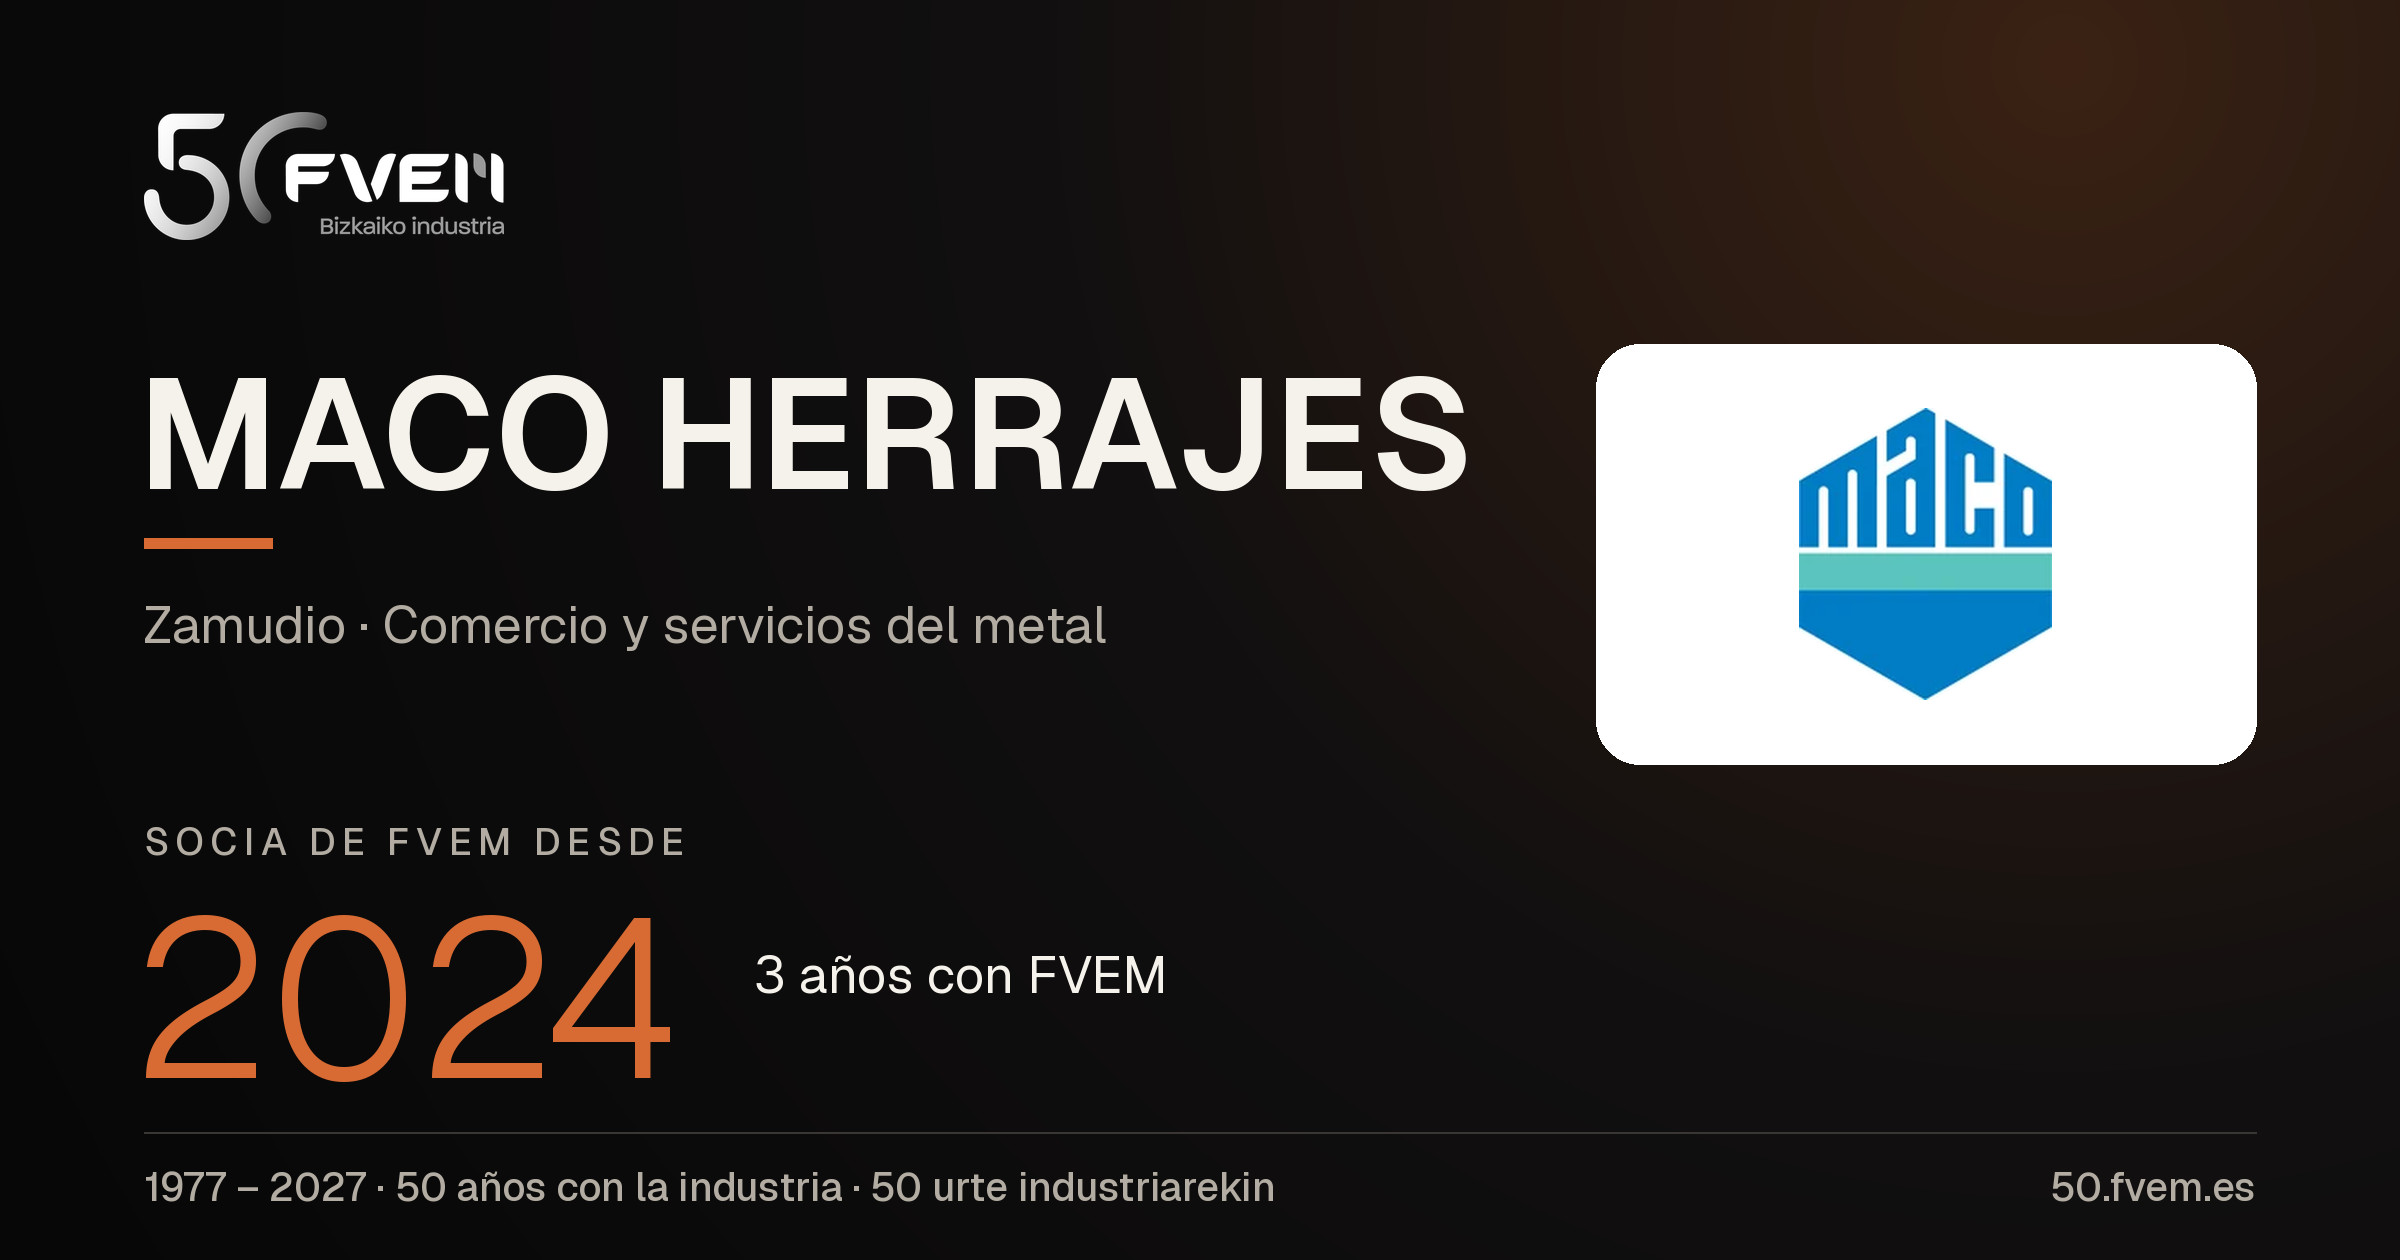 50 FVEM
Bizkaiko industria
MACO HERRAJES
maco
Zamudio · Comercio y servicios del metal
SOCIA DE FVEM DESDE
2024
3 años con FVEM
1977 – 2027 · 50 años con la industria · 50 urte industriarekin
50.fvem.es